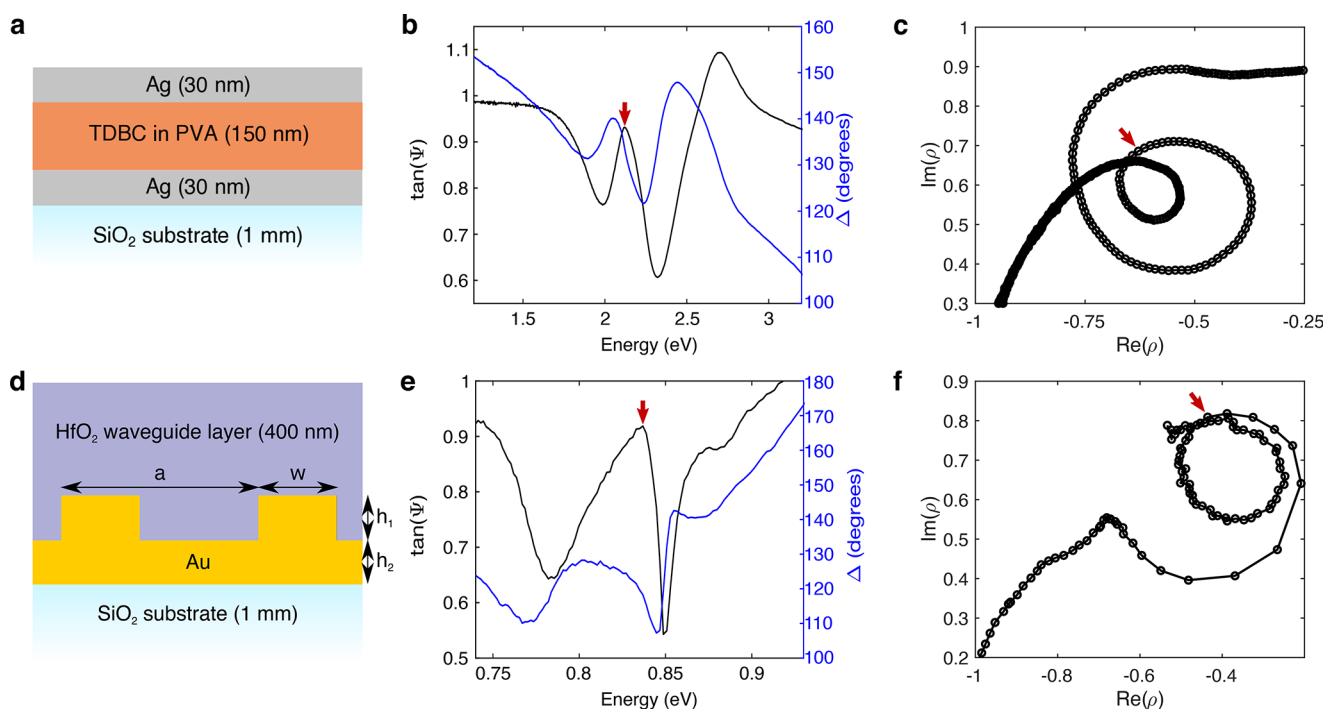 a
Ag (30 nm)
TDBC in PVA (150 nm)
Ag (30 nm)
SiO₂ substrate (1 mm)
b
1.1
1
0.9
0.8
0.7
0.6
tan(Ψ)
160
150
140
130
120
110
100
Δ (degrees)
1.5
2
2.5
3
Energy (eV)
c
1
0.9
0.8
0.7
0.6
0.5
0.4
0.3
Im(ρ)
-1
-0.75
-0.5
-0.25
Re(ρ)
d
HfO₂ waveguide layer (400 nm)
a
w
h₁
Au
h₂
SiO₂ substrate (1 mm)
e
1
0.9
0.8
0.7
0.6
0.5
tan(Ψ)
180
170
160
150
140
130
120
110
100
Δ (degrees)
0.75
0.8
0.85
0.9
Energy (eV)
f
0.9
0.8
0.7
0.6
0.5
0.4
0.3
0.2
Im(ρ)
-1
-0.8
-0.6
-0.4
Re(ρ)